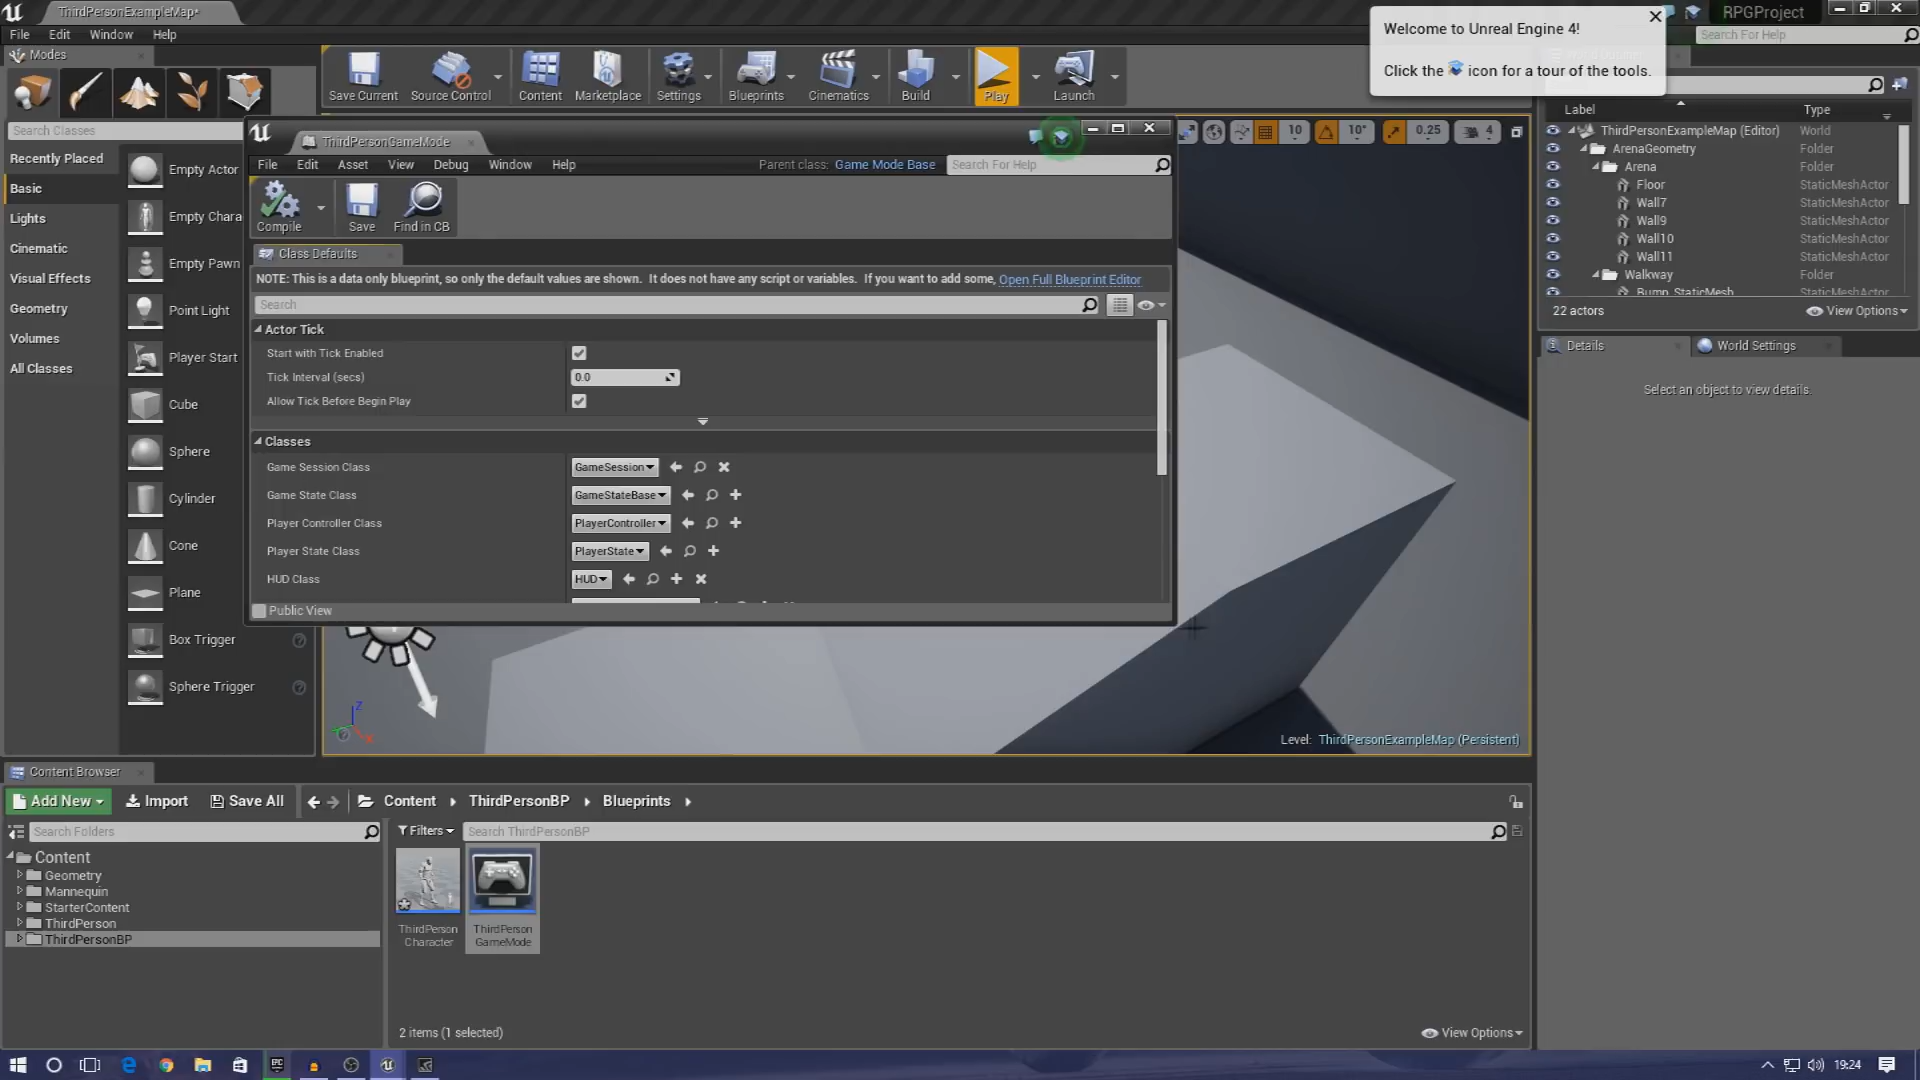 ThirdPersonExampleMap*
RPGProject
File Edit Window Help
Search For Help
Welcome to Unreal Engine 4!
Click the icon for a tour of the tools.
Modes
Save Current
Source Control
Content
Marketplace
Settings
Blueprints
Cinematics
Build
Play
Launch
Search Classes
Recently Placed
Basic
Lights
Cinematic
Visual Effects
Geometry
Volumes
All Classes
Empty Actor
Empty Chara
Empty Pawn
Point Light
Player Start
Cube
Sphere
Cylinder
Cone
Plane
Box Trigger
Sphere Trigger
ThirdPersonGameMode
File Edit Asset View Debug Window Help
Parent class: Game Mode Base
Search For Help
Compile
Save
Find in CB
Class Defaults
NOTE: This is a data only blueprint, so only the default values are shown. It does not have any script or variables. If you want to add some, Open Full Blueprint Editor
Search
Actor Tick
Start with Tick Enabled
Tick Interval (secs) 0.0
Allow Tick Before Begin Play
Classes
Game Session Class GameSession
Game State Class GameStateBase
Player Controller Class PlayerController
Player State Class PlayerState
HUD Class HUD
Public View
10 10° 0.25 4
Z
X
Level: ThirdPersonExampleMap (Persistent)
Label Type
ThirdPersonExampleMap (Editor) World
ArenaGeometry Folder
Arena Folder
Floor StaticMeshActor
Wall7 StaticMeshActor
Wall9 StaticMeshActor
Wall10 StaticMeshActor
Wall11 StaticMeshActor
Walkway Folder
Bump_StaticMesh StaticMeshActor
22 actors
View Options
Details
World Settings
Select an object to view details.
Content Browser
Add New
Import
Save All
Content ThirdPersonBP Blueprints
Search Folders
Filters
Search ThirdPersonBP
Content
Geometry
Mannequin
StarterContent
ThirdPerson
ThirdPersonBP
ThirdPerson
Character
ThirdPerson
GameMode
2 items (1 selected)
View Options
EPIC
19:24